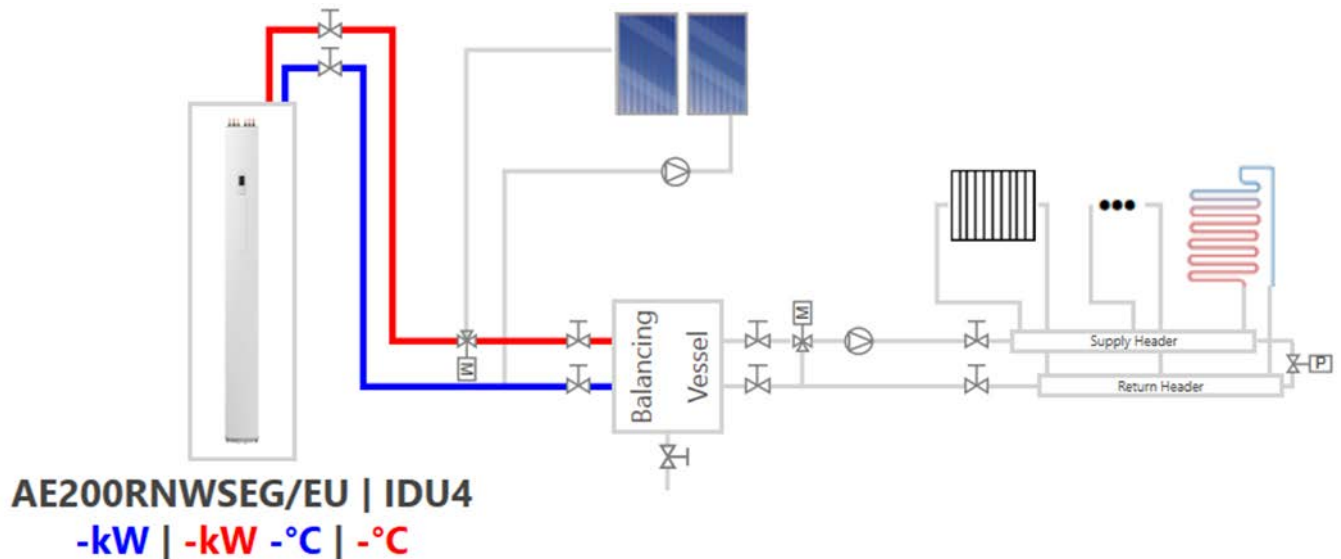 M
M
Balancing
Vessel
Supply Header
Return Header
P
AE200RNWSEG/EU | IDU4
-kW | -kW -°C | -°C